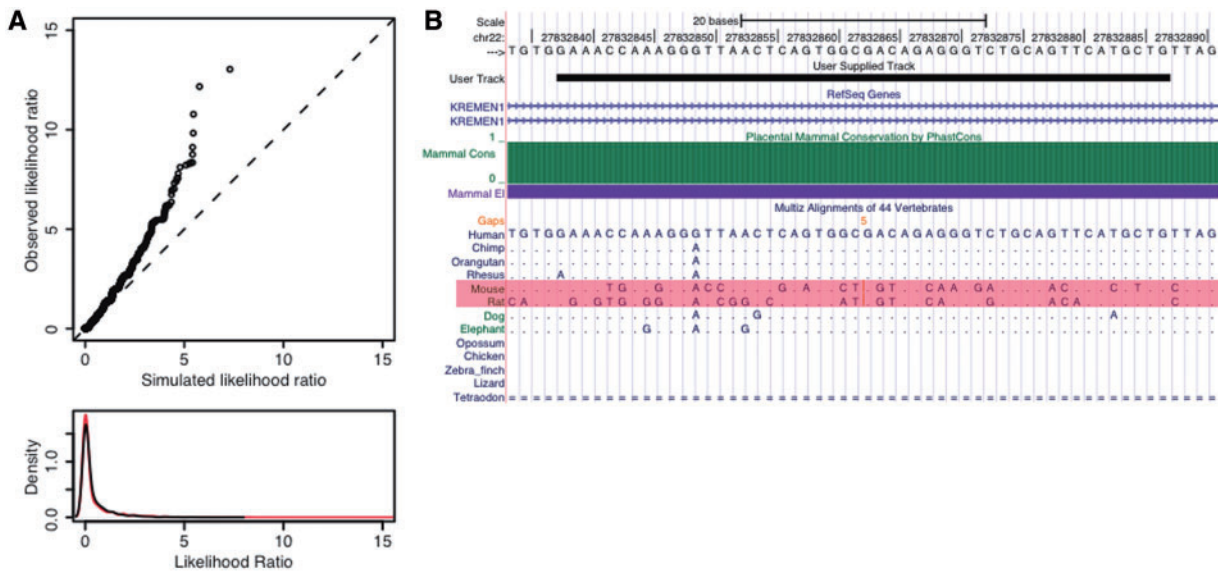 A
B
Observed likelihood ratio
15
10
5
0
0 5 10 15
Simulated likelihood ratio
Density
1.0
0.0
0 5 10 15
Likelihood Ratio
Scale 20 bases
chr22: 27832840 27832845 27832850 27832855 27832860 27832865 27832870 27832875 27832880 27832885 27832890
---> T G T G G A A A C C A A A G G G T T A A C T C A G T G G C G A C A G A G G G T C T G C A G T T C A T G C T G T T A G
User Supplied Track
User Track
RefSeq Genes
KREMEN1
KREMEN1
Placental Mammal Conservation by PhastCons
1 _
Mammal Cons
0 _
Mammal El
Multiz Alignments of 44 Vertebrates
Gaps 5
Human T G T G G A A A C C A A A G G G T T A A C T C A G T G G C G A C A G A G G G T C T G C A G T T C A T G C T G T T A G
Chimp A
Orangutan A
Rhesus A A
Mouse T G G A C C G A C T G T C A A G A A C C T C
Rat C A G G T G G G A C G G C A T G T C A G A C A C
Dog A G A
Elephant G A G
Opossum
Chicken
Zebra_finch
Lizard
Tetraodon = = = = = = = = = = = = = = = = = = = = = = = = = = = = = = = = = = = = = = = = = = = = = = = = = = = = = = = = = =